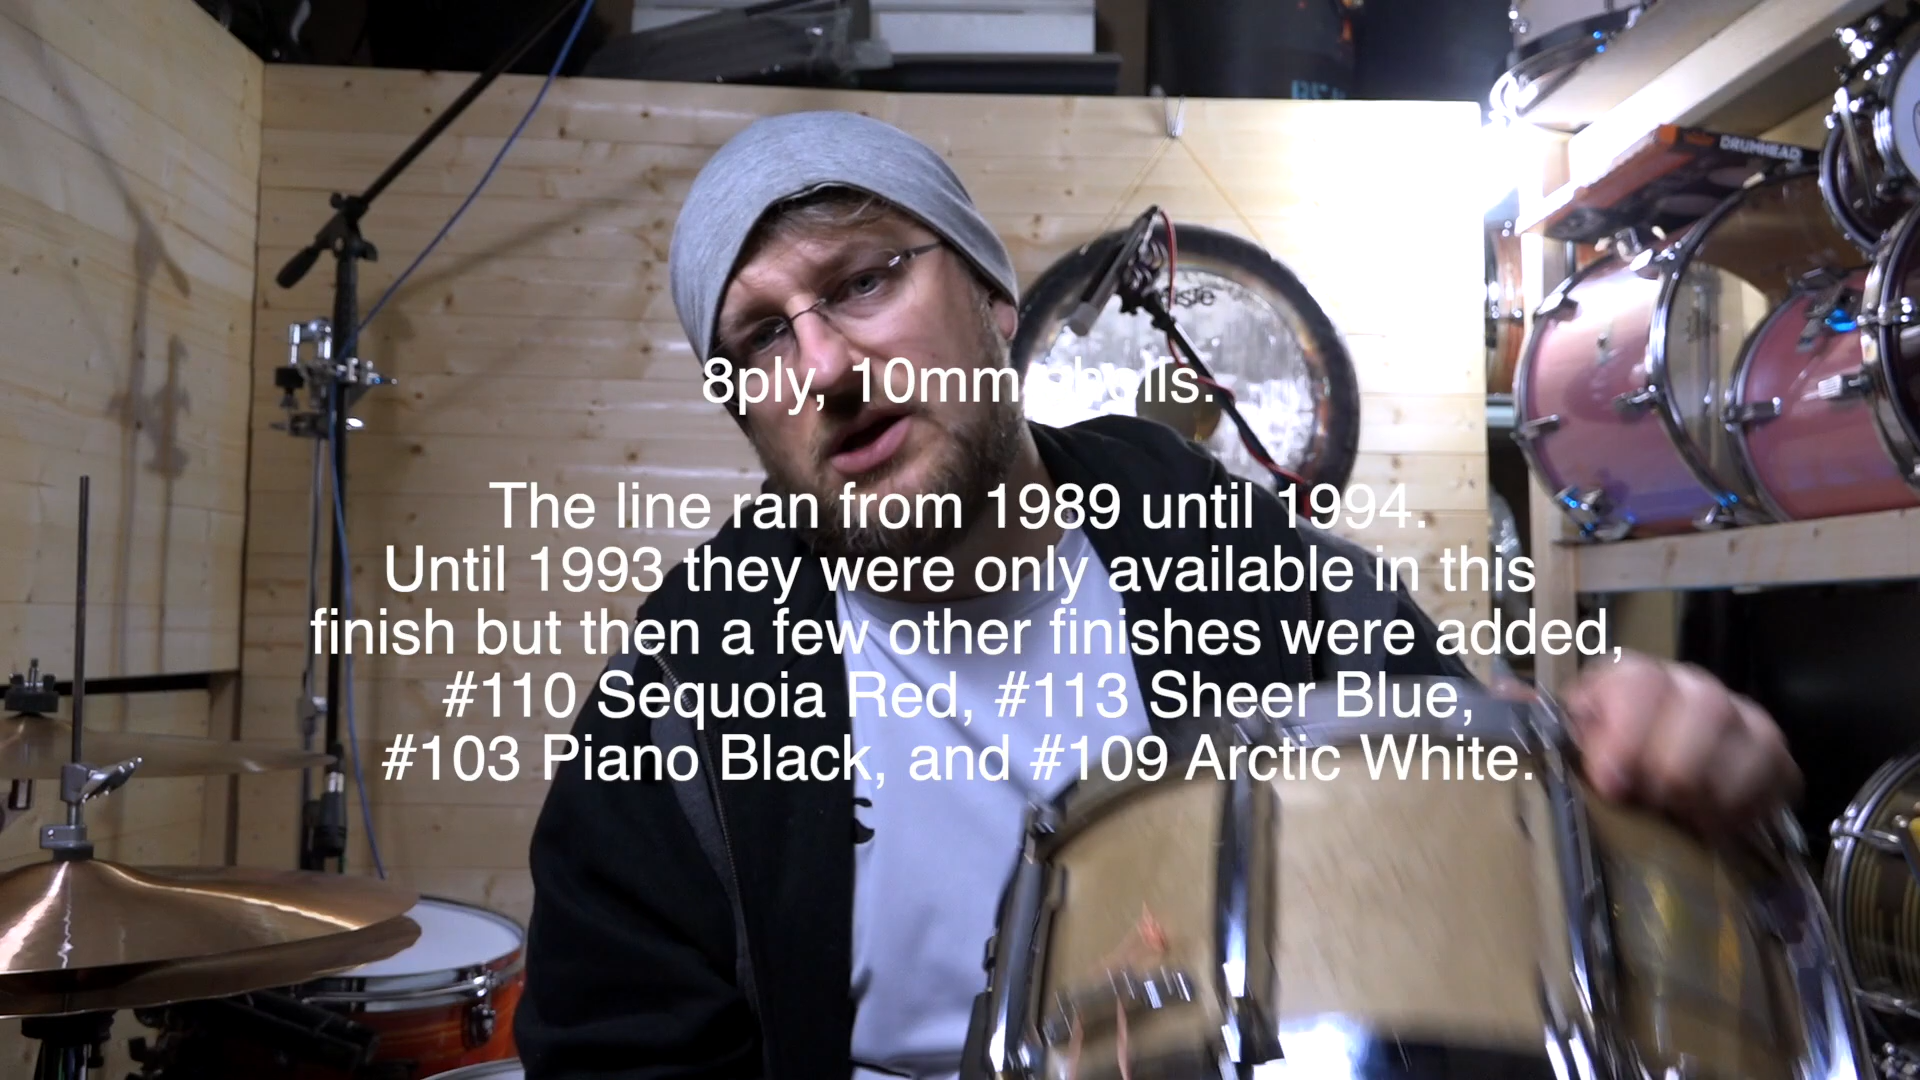 DRUMHEAD
8ply, 10mm shells.
The line ran from 1989 until 1994.
Until 1993 they were only available in this
finish but then a few other finishes were added,
#110 Sequoia Red, #113 Sheer Blue,
#103 Piano Black, and #109 Arctic White.